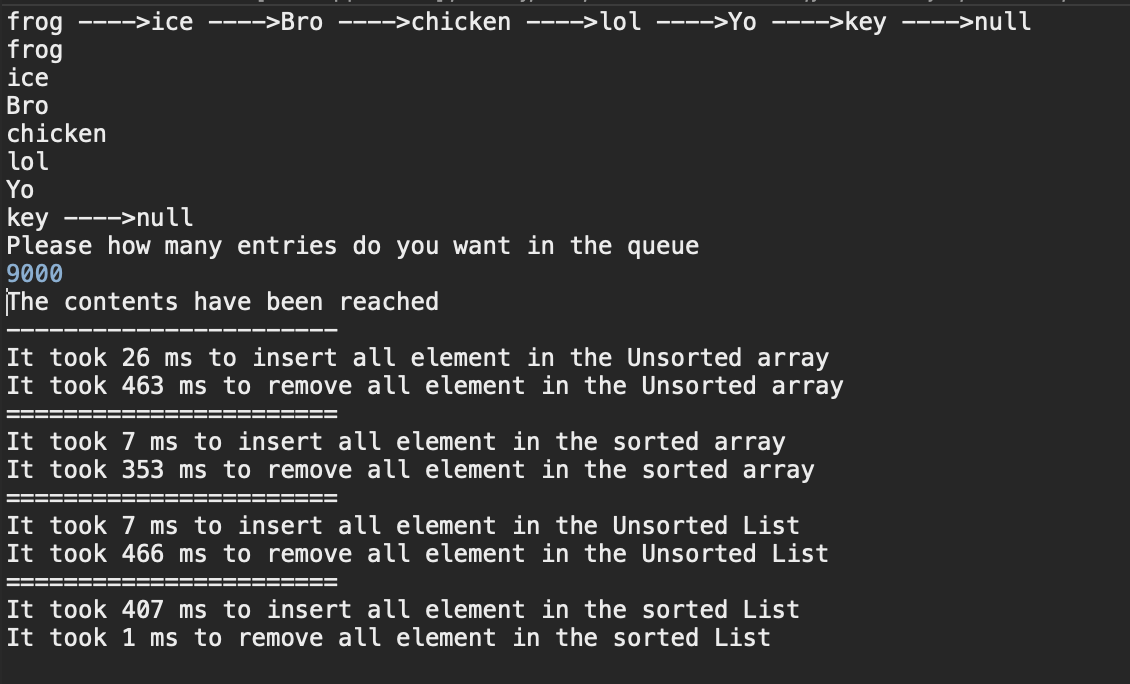 frog ---->ice ---->Bro ---->chicken ---->lol ---->Yo ---->key ---->null
frog
ice
Bro
chicken
lol
Yo
key ---->null
Please how many entries do you want in the queue
9000
The contents have been reached
-----------------------
It took 26 ms to insert all element in the Unsorted array
It took 463 ms to remove all element in the Unsorted array
=======================
It took 7 ms to insert all element in the sorted array
It took 353 ms to remove all element in the sorted array
=======================
It took 7 ms to insert all element in the Unsorted List
It took 466 ms to remove all element in the Unsorted List
=======================
It took 407 ms to insert all element in the sorted List
It took 1 ms to remove all element in the sorted List